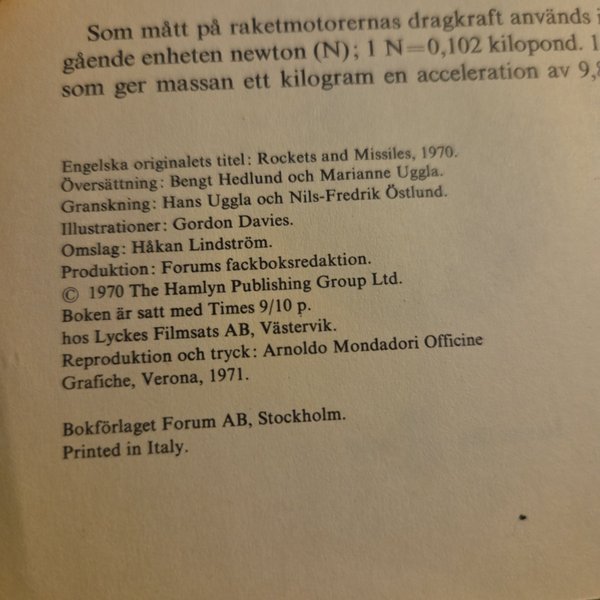 Som mått på raketmotorernas dragkraft används
gående enheten newton (N); 1 N=0,102 kilopond.
som ger massan ett kilogram en acceleration av
Engelska originalets titel: Rockets and Missiles, 1970.
Översättning: Bengt Hedlund och Marianne Uggla.
Granskning: Hans Uggla och Nils-Fredrik Östlund.
Illustrationer: Gordon Davies.
Omslag: Håkan Lindström.
Produktion: Forums fackboksredaktion.
© 1970 The Hamlyn Publishing Group Ltd.
Boken är satt med Times 9/10 p.
hos Lyckes Filmsats AB, Västervik.
Reproduktion och tryck: Arnoldo Mondadori Officine
Grafiche, Verona, 1971.
Bokförlaget Forum AB, Stockholm.
Printed in Italy.